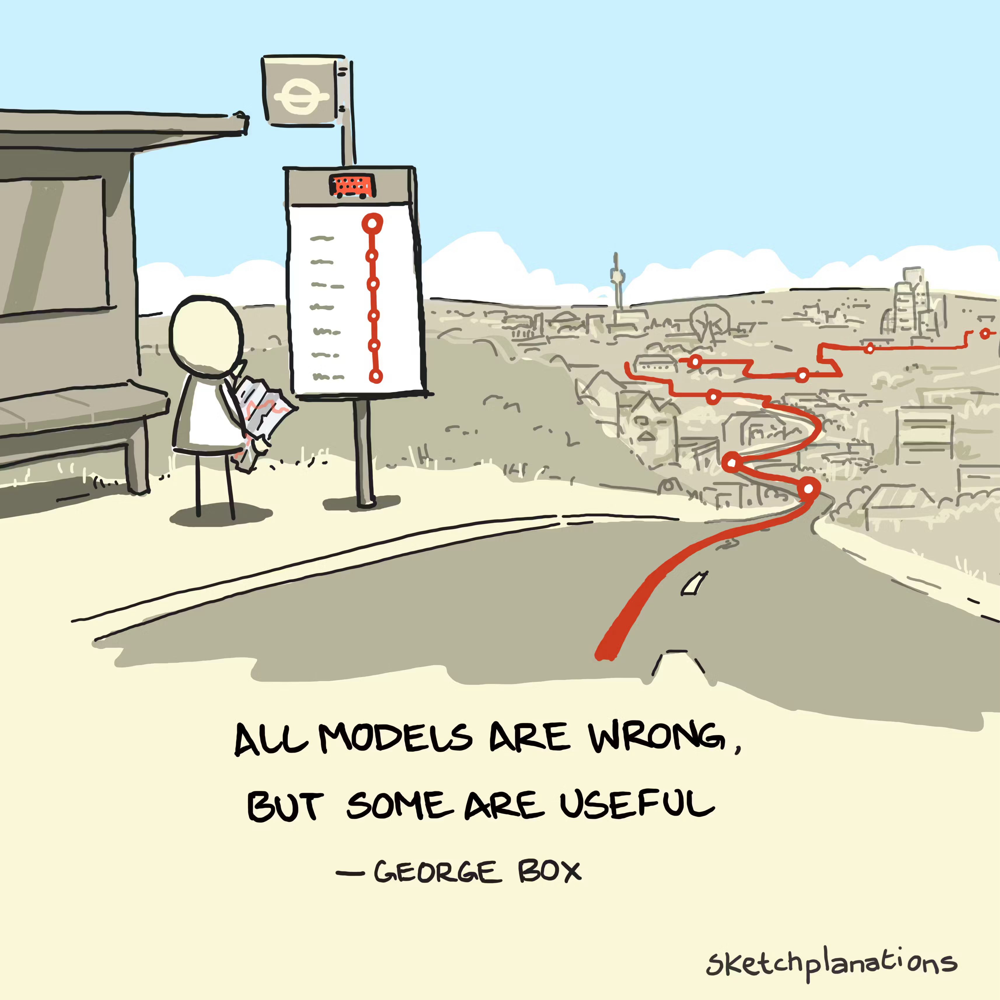 ALL MODELS ARE WRONG,
BUT SOME ARE USEFUL
—GEORGE BOX
sketchplanations